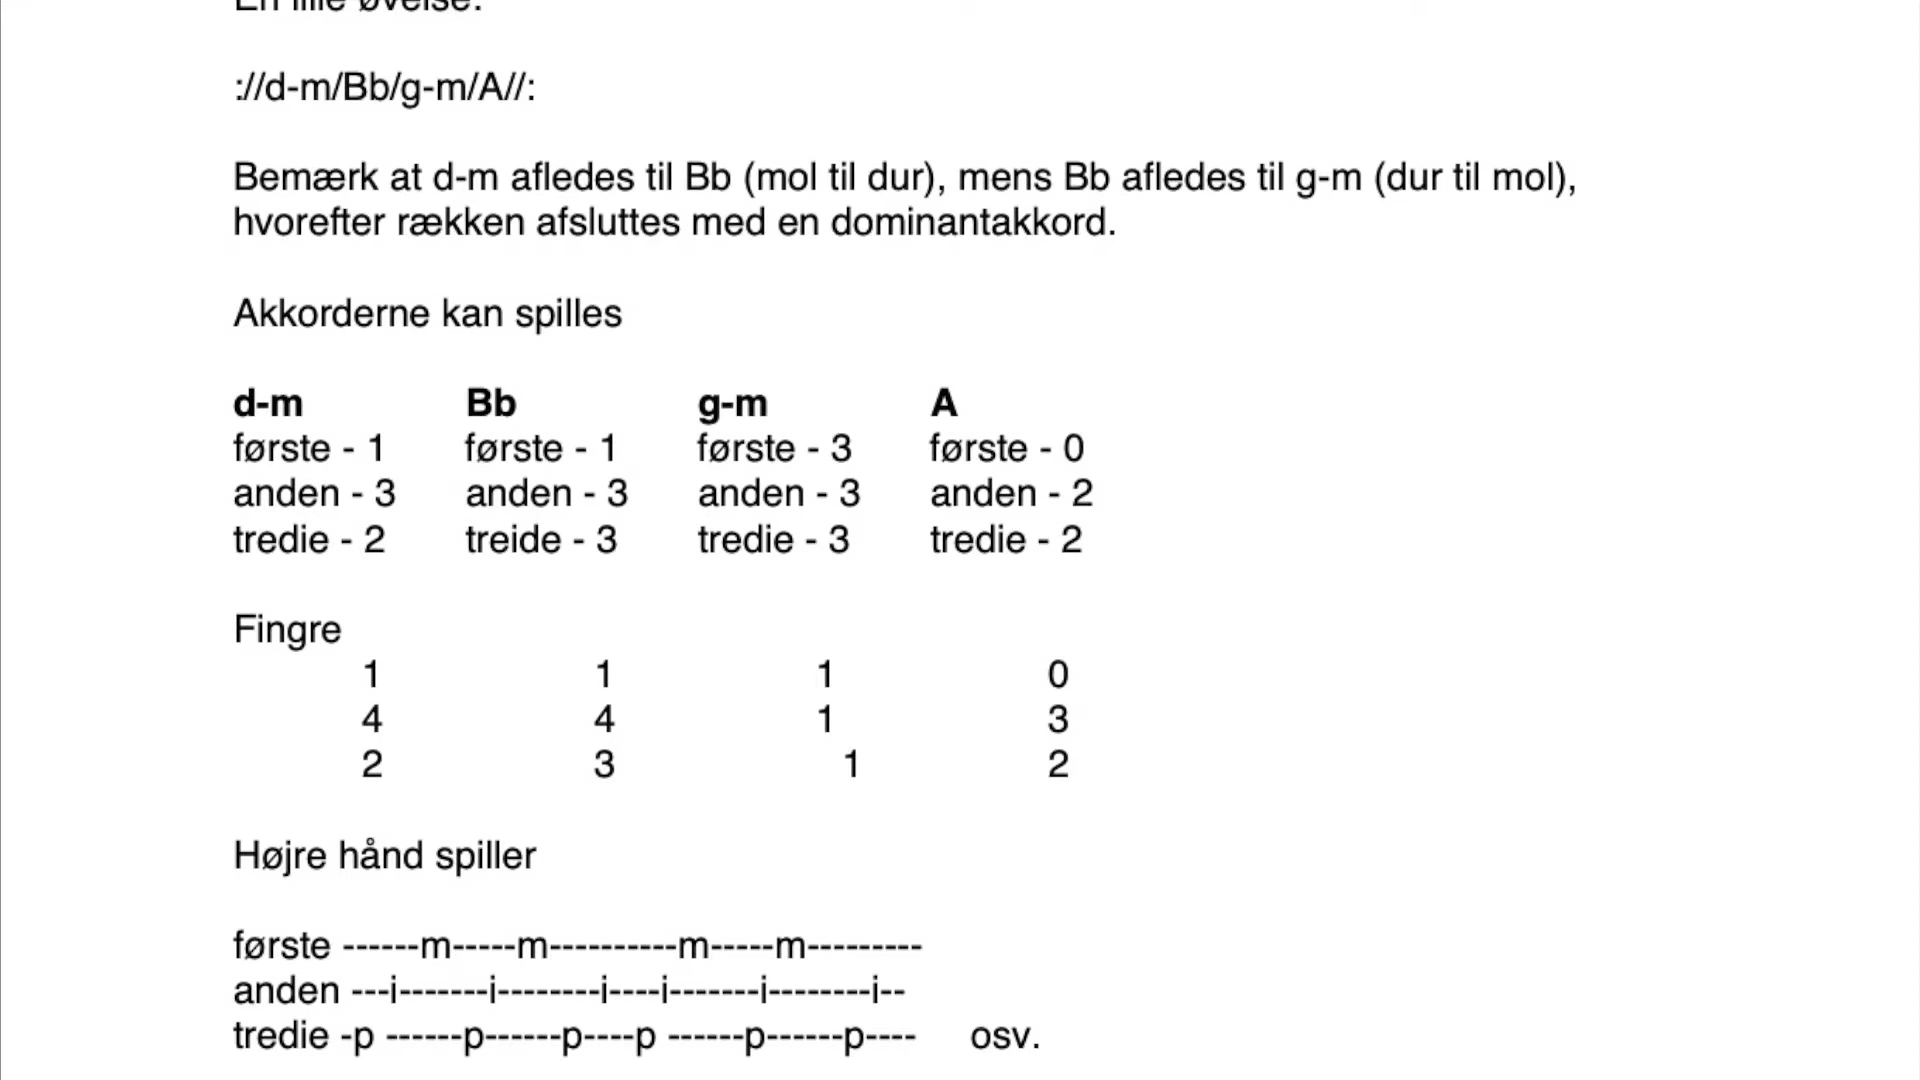 En lille øvelse:
://d-m/Bb/g-m/A//:
Bemærk at d-m afledes til Bb (mol til dur), mens Bb afledes til g-m (dur til mol),
hvorefter rækken afsluttes med en dominantakkord.
Akkorderne kan spilles
d-m Bb g-m A
første - 1 første - 1 første - 3 første - 0
anden - 3 anden - 3 anden - 3 anden - 2
tredie - 2 treide - 3 tredie - 3 tredie - 2
Fingre
1 1 1 0
4 4 1 3
2 3 1 2
Højre hånd spiller
første ------m-----m----------m-----m---------
anden ---i-------i--------i----i-------i--------i--
tredie -p ------p------p----p ------p------p---- osv.